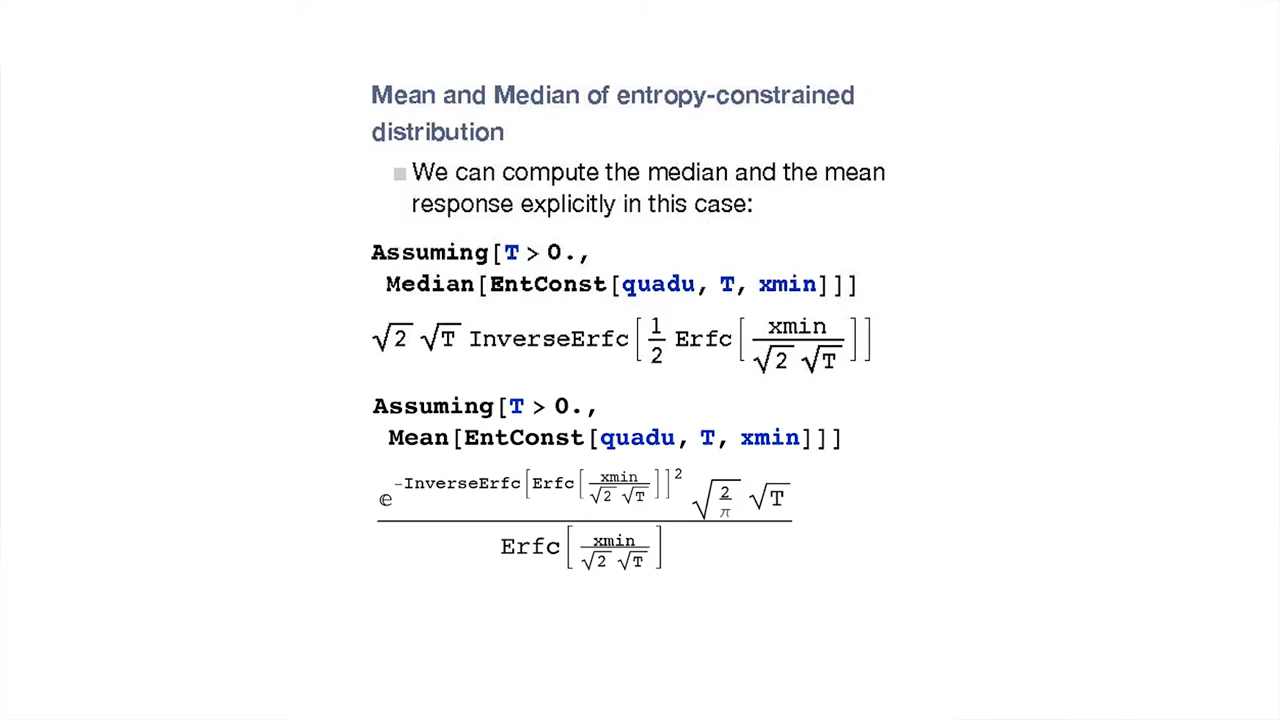 Mean and Median of entropy-constrained
distribution
We can compute the median and the mean
response explicitly in this case:
Assuming[T > 0.,
Median[EntConst[quadu, T, xmin]]]
√2 √T InverseErfc[1/2 Erfc[xmin/(√2 √T)]]
Assuming[T > 0.,
Mean[EntConst[quadu, T, xmin]]]
(e^(-InverseErfc[Erfc[xmin/(√2 √T)]]^2) √(2/π) √T)/(Erfc[xmin/(√2 √T)])